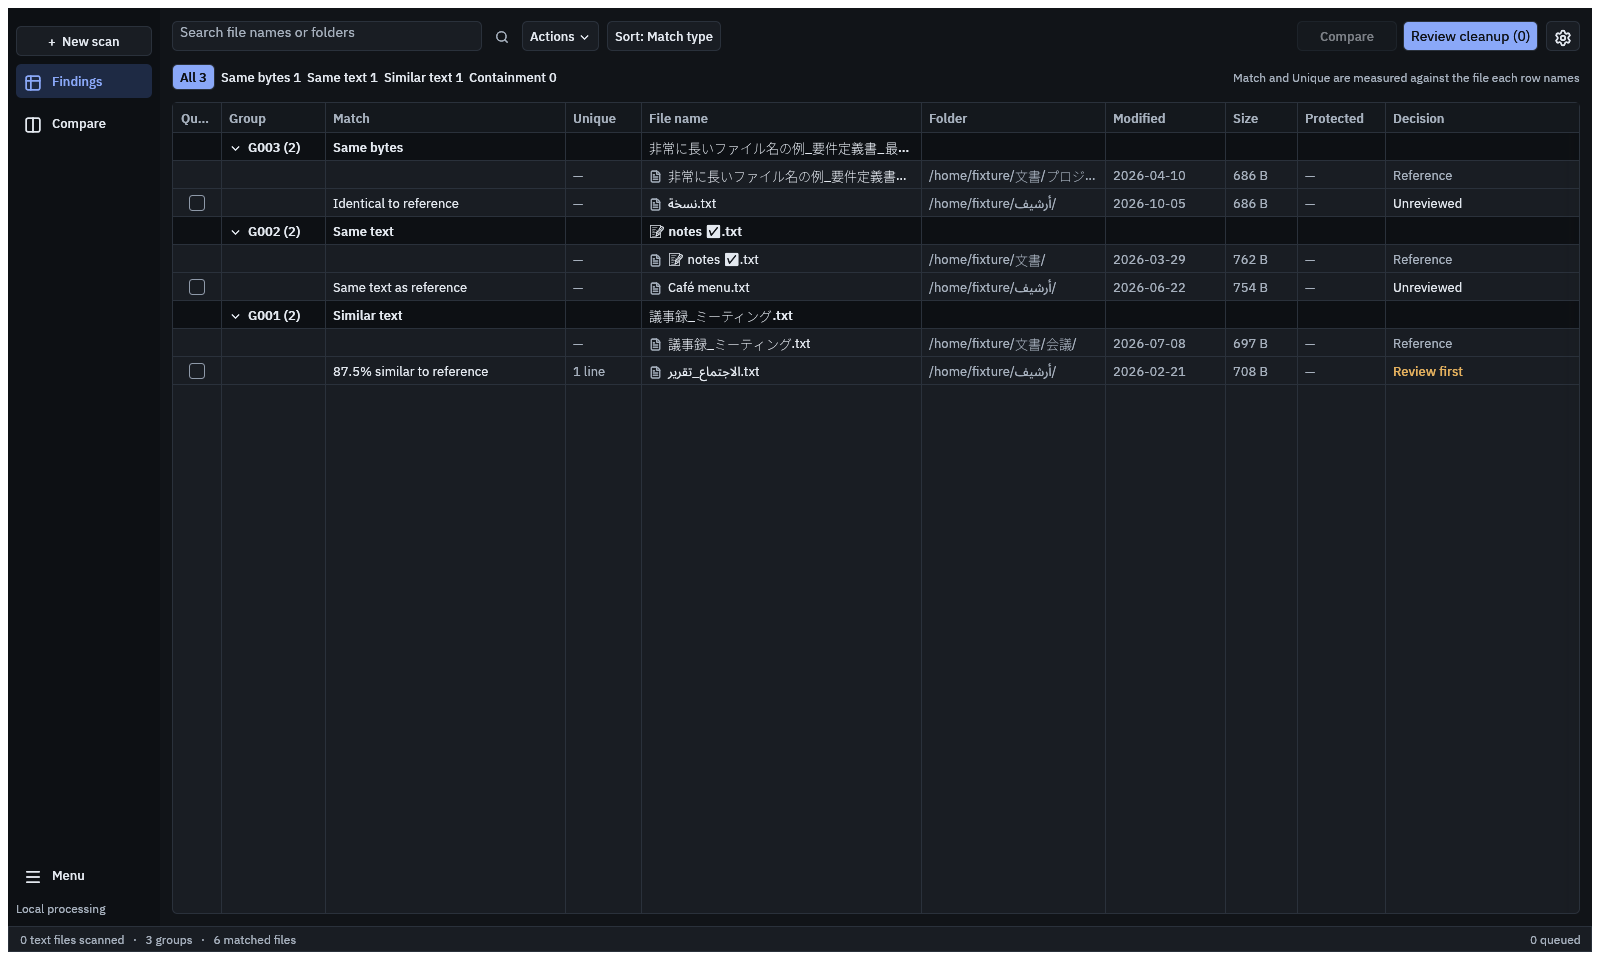 + New scan
Findings
Compare
Menu
Local processing
Search file names or folders
Actions
Sort: Match type
Compare
Review cleanup (0)
All 3 Same bytes 1 Same text 1 Similar text 1 Containment 0
Match and Unique are measured against the file each row names
Qu... Group Match Unique File name Folder Modified Size Protected Decision
G003 (2) Same bytes 非常に長いファイル名の例_要件定義書_最...
— 非常に長いファイル名の例_要件定義書... /home/fixture/文書/プロジ... 2026-04-10 686 B — Reference
Identical to reference — نسخة.txt /home/fixture/أرشيف/ 2026-10-05 686 B — Unreviewed
G002 (2) Same text 📝 notes ☑.txt
— 📝 notes ☑.txt /home/fixture/文書/ 2026-03-29 762 B — Reference
Same text as reference — Café menu.txt /home/fixture/أرشيف/ 2026-06-22 754 B — Unreviewed
G001 (2) Similar text 議事録_ミーティング.txt
— 議事録_ミーティング.txt /home/fixture/文書/会議/ 2026-07-08 697 B — Reference
87.5% similar to reference 1 line الاجتماع_تقرير.txt /home/fixture/أرشيف/ 2026-02-21 708 B — Review first
0 text files scanned · 3 groups · 6 matched files
0 queued